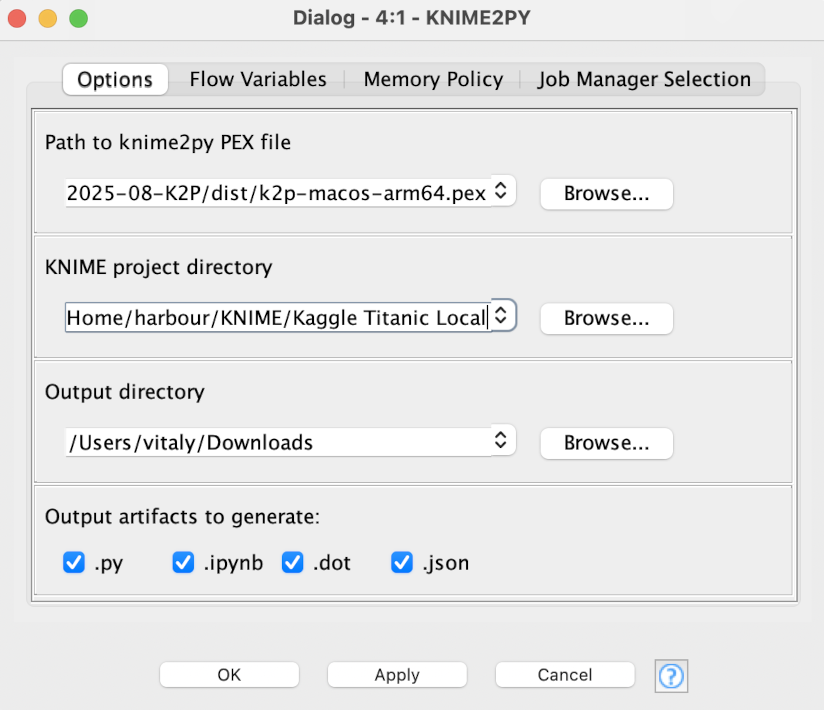 Dialog - 4:1 - KNIME2PY
Options Flow Variables Memory Policy Job Manager Selection
Path to knime2py PEX file
2025-08-K2P/dist/k2p-macos-arm64.pex Browse...
KNIME project directory
Home/harbour/KNIME/Kaggle Titanic Local Browse...
Output directory
/Users/vitaly/Downloads Browse...
Output artifacts to generate:
.py .ipynb .dot .json
OK Apply Cancel ?